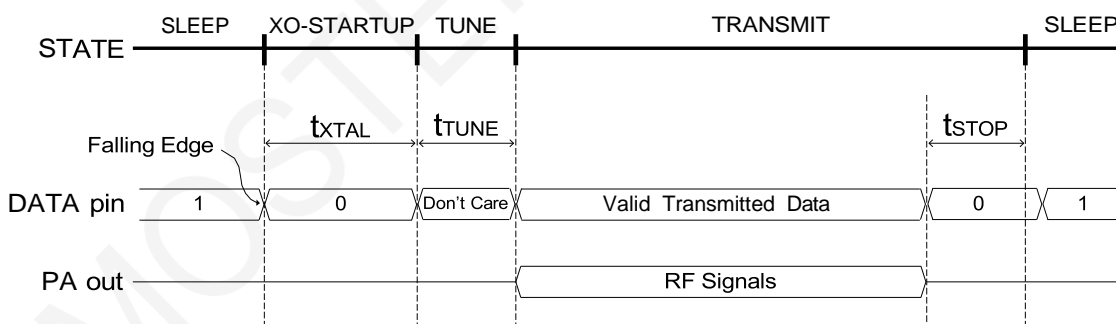 SLEEP XO-STARTUP TUNE TRANSMIT SLEEP
STATE
tXTAL tTUNE tSTOP
Falling Edge
DATA pin 1 0 Don't Care Valid Transmitted Data 0 1
PA out RF Signals